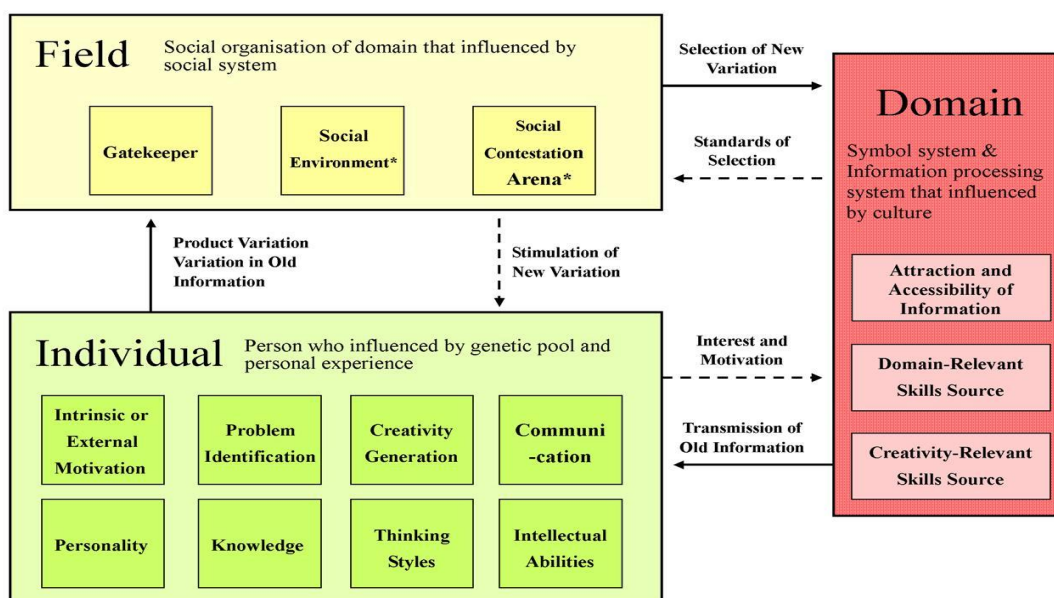 Field
Social organisation of domain that influenced by
social system
Gatekeeper
Social
Environment*
Social
Contestation
Arena*
Selection of New
Variation
Standards of
Selection
Domain
Symbol system &
Information processing
system that influenced
by culture
Attraction and
Accessibility of
Information
Domain-Relevant
Skills Source
Creativity-Relevant
Skills Source
Product Variation
Variation in Old
Information
Stimulation of
New Variation
Individual
Person who influenced by genetic pool and
personal experience
Intrinsic or
External
Motivation
Problem
Identification
Creativity
Generation
Communi
-cation
Personality
Knowledge
Thinking
Styles
Intellectual
Abilities
Interest and
Motivation
Transmission of
Old Information